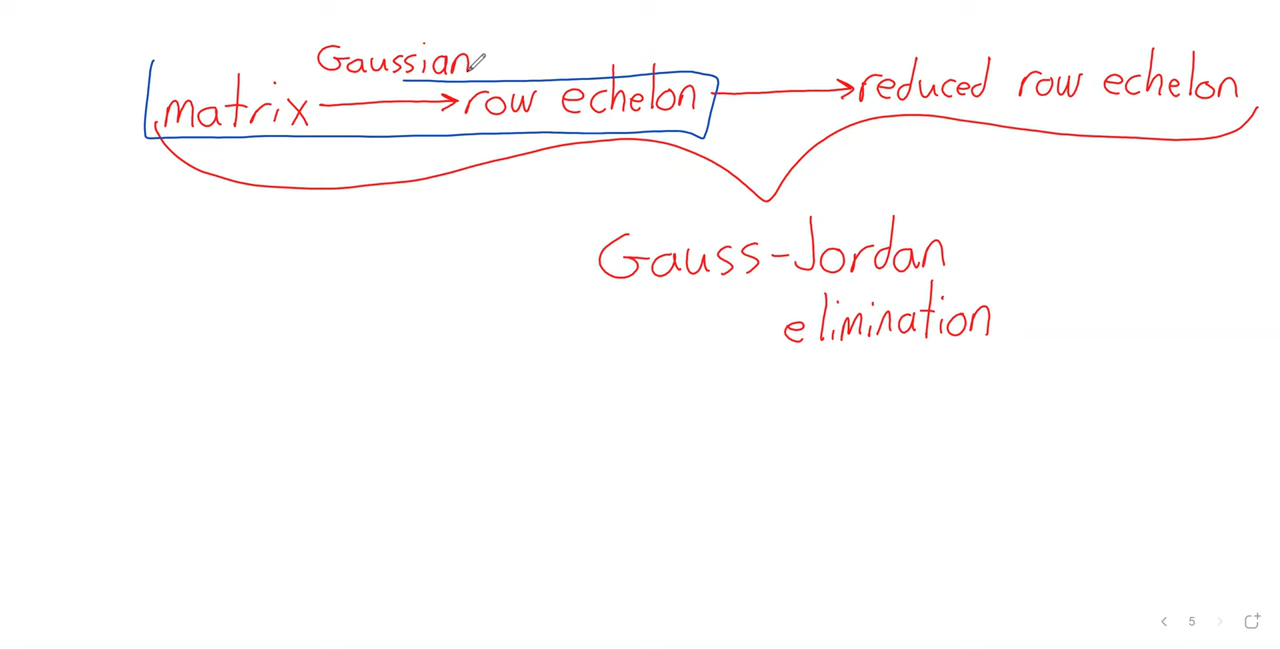 Gaussian
matrix → row echelon → reduced row echelon
Gauss-Jordan
elimination
< 5 >